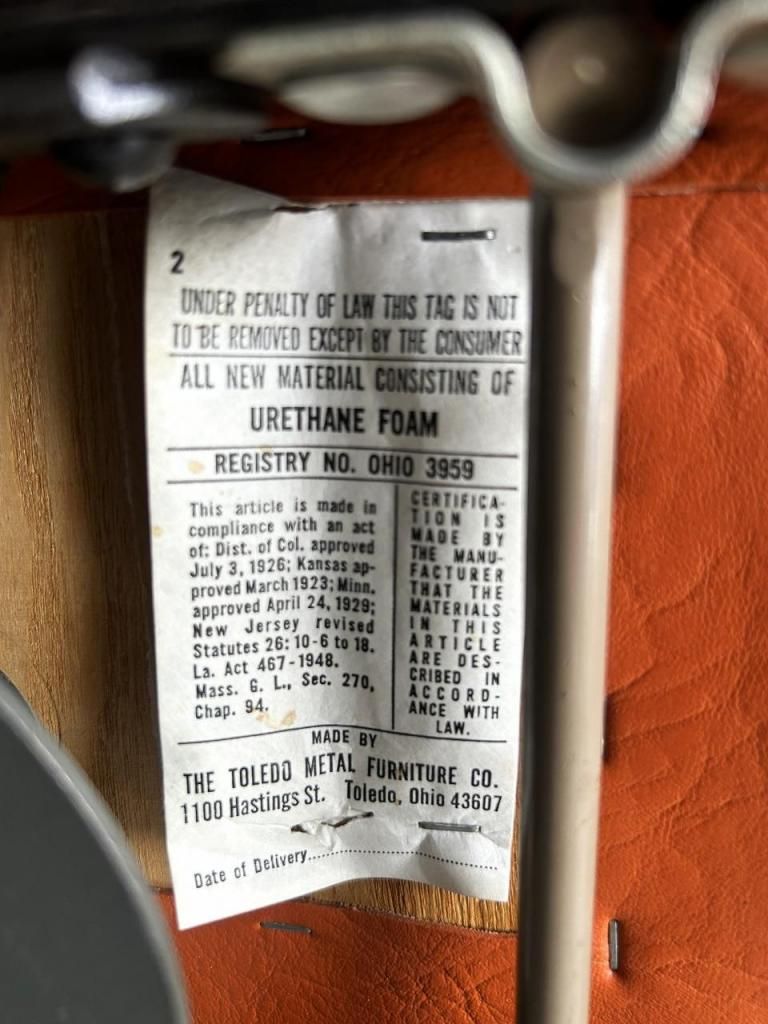 2
UNDER PENALTY OF LAW THIS TAG IS NOT
TO BE REMOVED EXCEPT BY THE CONSUMER
ALL NEW MATERIAL CONSISTING OF
URETHANE FOAM
REGISTRY NO. OHIO 3959
This article is made in
compliance with an act
of: Dist. of Col. approved
July 3, 1926; Kansas ap-
proved March 1923; Minn.
approved April 24, 1929;
New Jersey revised
Statutes 26: 10-6 to 18.
La. Act 467-1948.
Mass. G. L., Sec. 270,
Chap. 94.
CERTIFICA-
TION IS
MADE BY
THE MANU-
FACTURER
THAT THE
MATERIALS
IN THIS
ARTICLE
ARE DES-
CRIBED IN
ACCORD-
ANCE WITH
LAW.
MADE BY
THE TOLEDO METAL FURNITURE CO.
1100 Hastings St. Toledo, Ohio 43607
Date of Delivery..............................